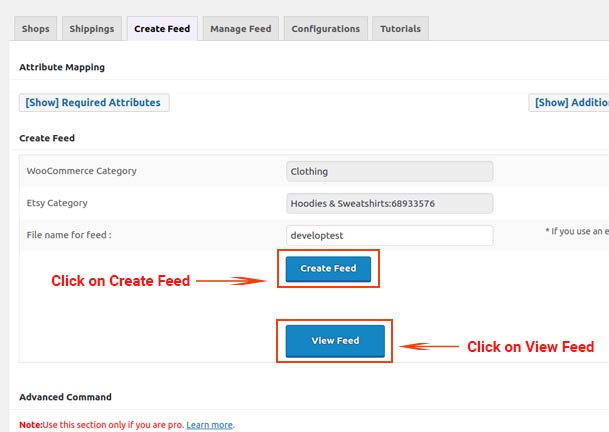 Shops Shippings Create Feed Manage Feed Configurations Tutorials
Attribute Mapping
[Show] Required Attributes [Show] Additio
Create Feed
WooCommerce Category Clothing
Etsy Category Hoodies & Sweatshirts:68933576
File name for feed : developtest * If you use an e
Create Feed
Click on Create Feed
View Feed
Click on View Feed
Advanced Command
Note:Use this section only if you are pro. Learn more.